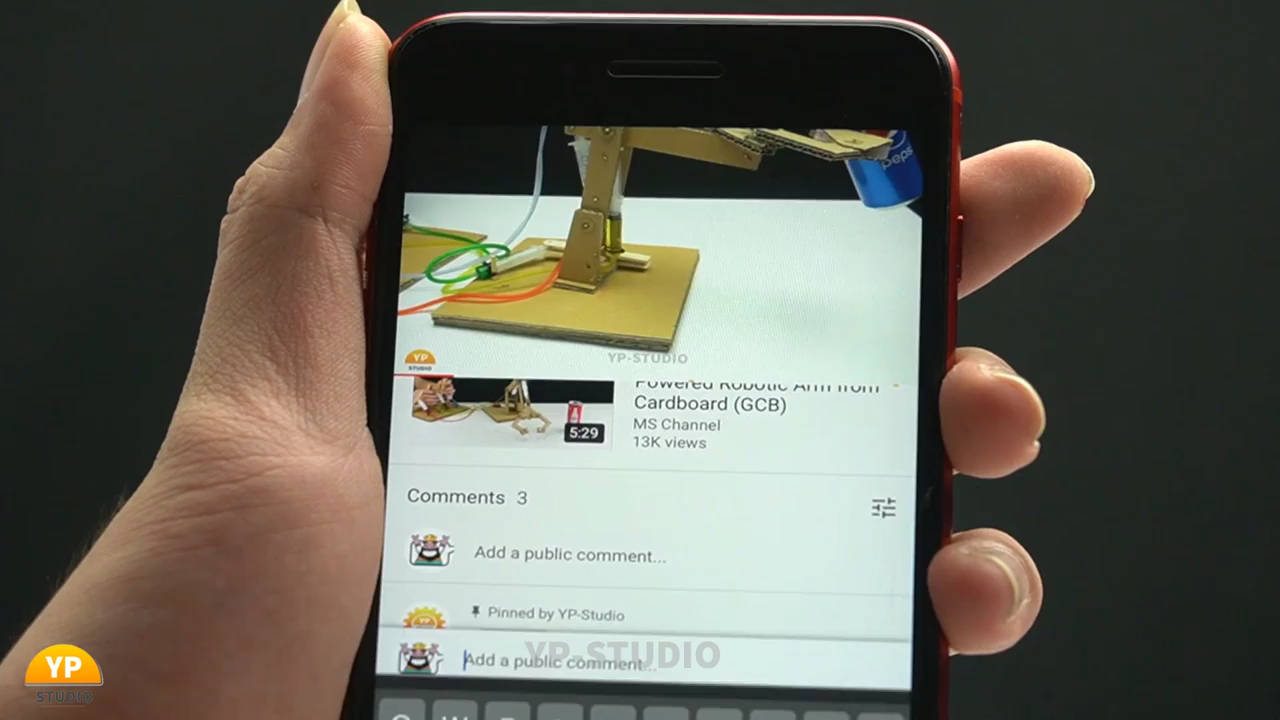 peps
YP
STUDIO
YP-STUDIO
Powered Robotic Arm from
Cardboard (GCB)
5:29
MS Channel
13K views
Comments 3
Add a public comment...
Pinned by YP-Studio
Add a public comment...
YP-STUDIO
YP
STUDIO